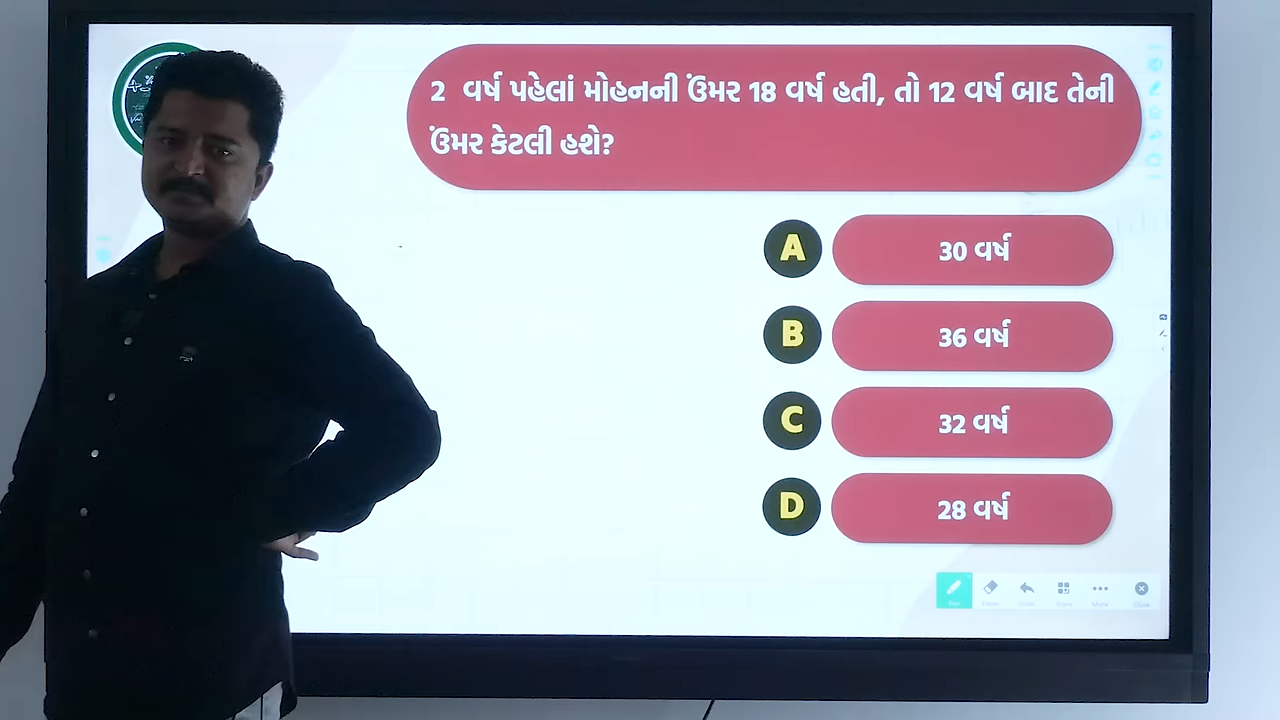 2 વર્ષ પહેલાં મોહનની ઉંમર 18 વર્ષ હતી, તો 12 વર્ષ બાદ તેની
ઉંમર કેટલી હશે?
A 30 વર્ષ
B 36 વર્ષ
C 32 વર્ષ
D 28 વર્ષ